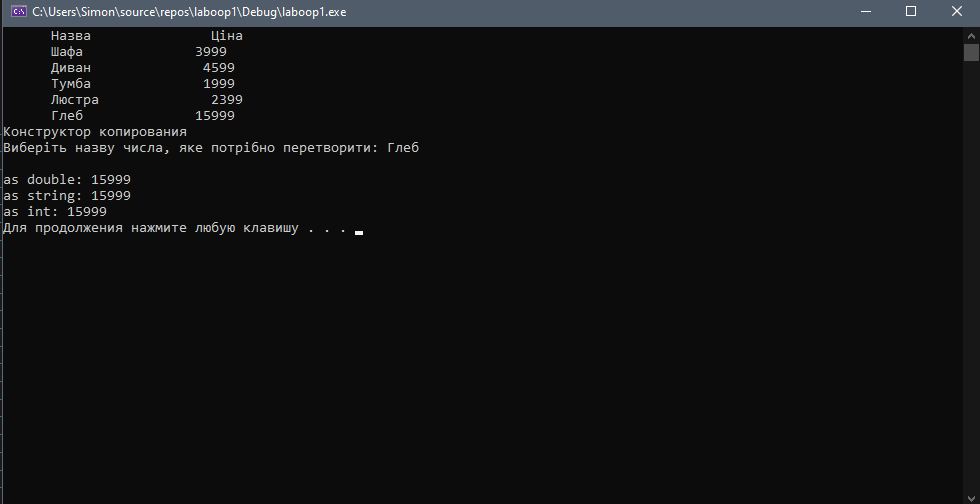 C:\Users\Simon\source\repos\laboop1\Debug\laboop1.exe
Назва Ціна
Шафа 3999
Диван 4599
Тумба 1999
Люстра 2399
Глеб 15999
Конструктор копирования
Виберіть назву числа, яке потрібно перетворити: Глеб
as double: 15999
as string: 15999
as int: 15999
Для продолжения нажмите любую клавишу . . .